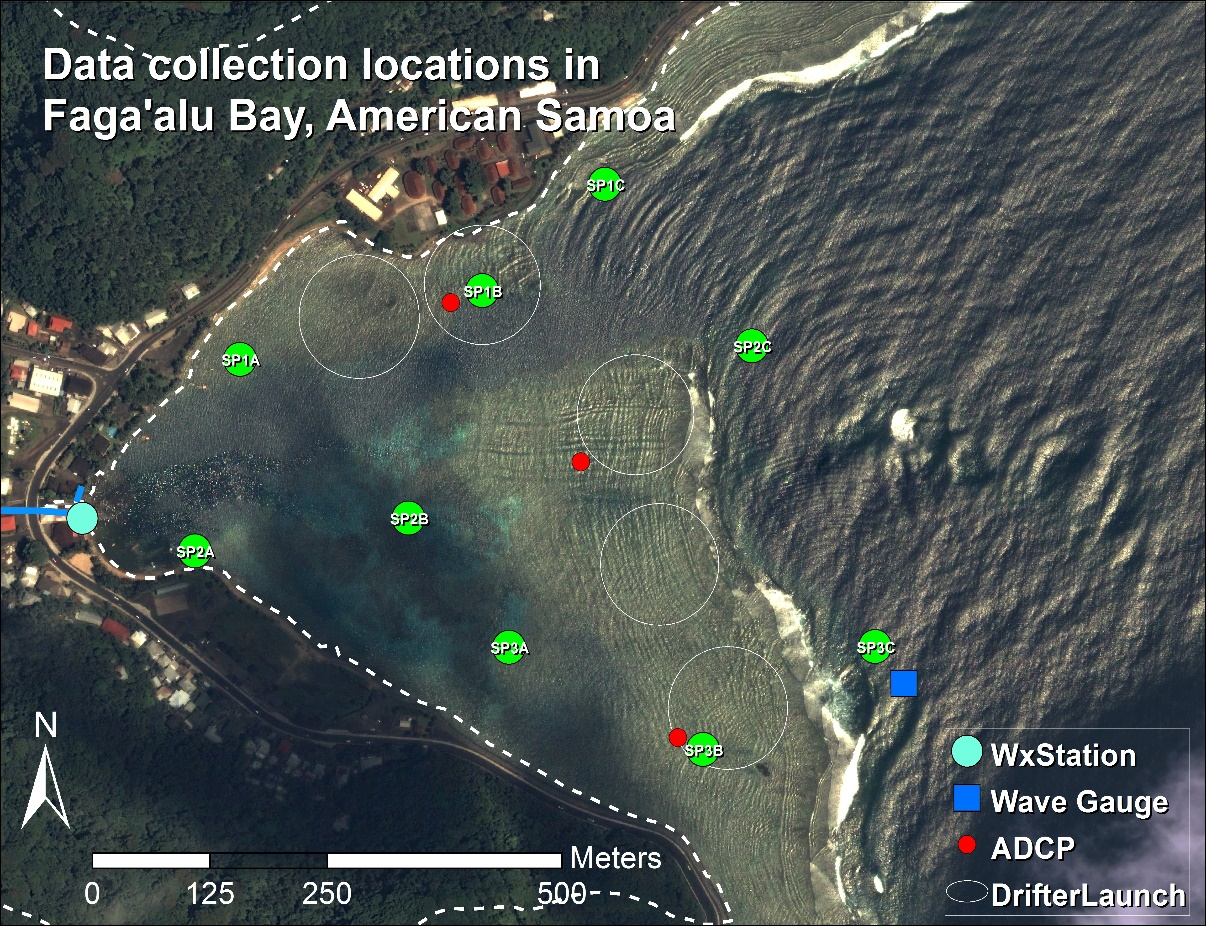 Data collection locations in
Faga'alu Bay, American Samoa
SP1C
SP1B
SP2C
SP1A
SP2B
SP2A
SP3A
SP3C
SP3B
N
WxStation
Wave Gauge
ADCP
DrifterLaunch
Meters
0 125 250 500